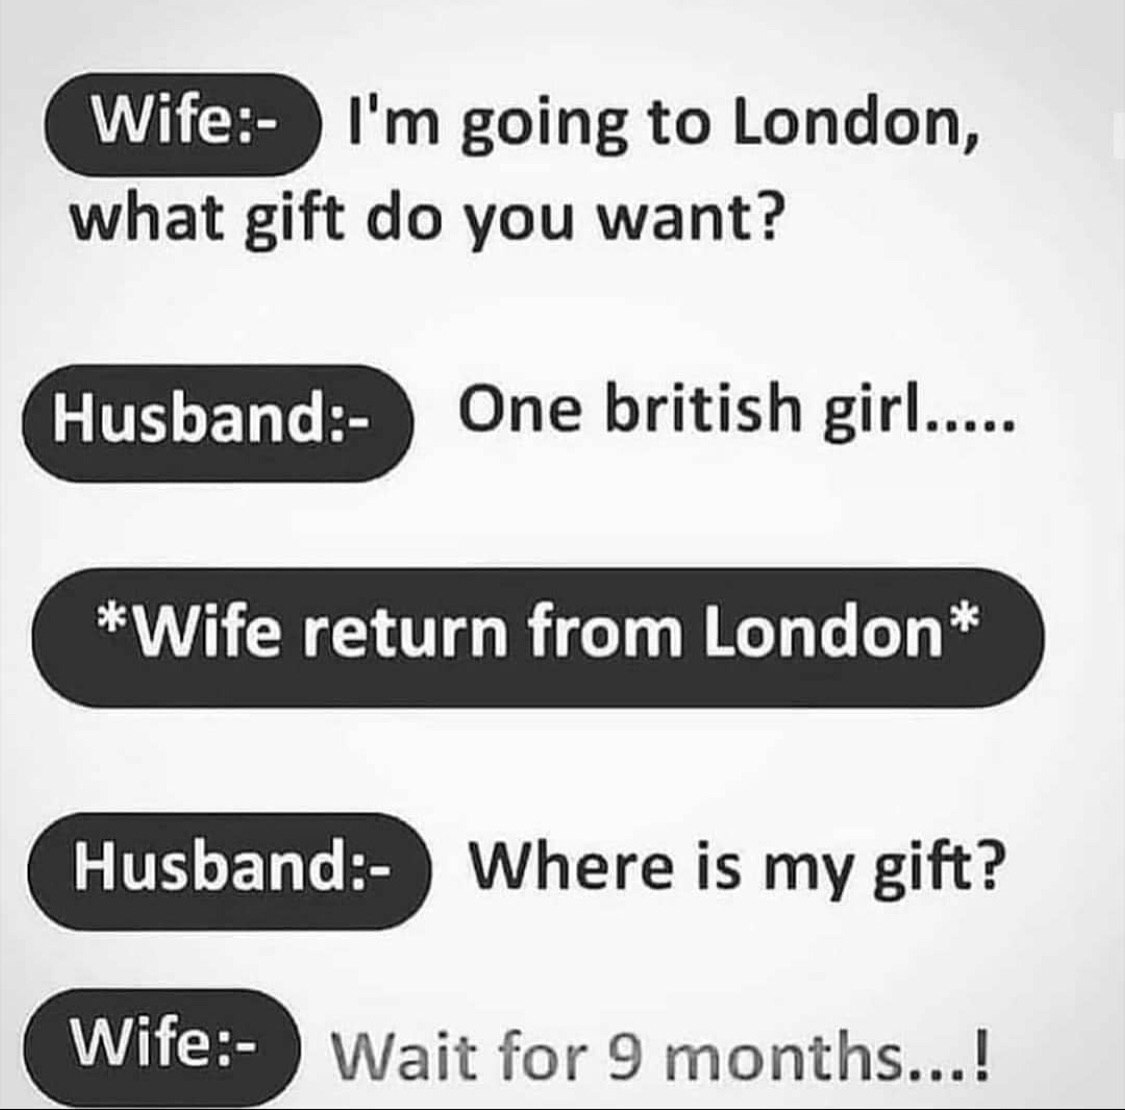 Wife:- I'm going to London,
what gift do you want?
Husband:- One british girl.....
*Wife return from London*
Husband:- Where is my gift?
Wife:- Wait for 9 months...!